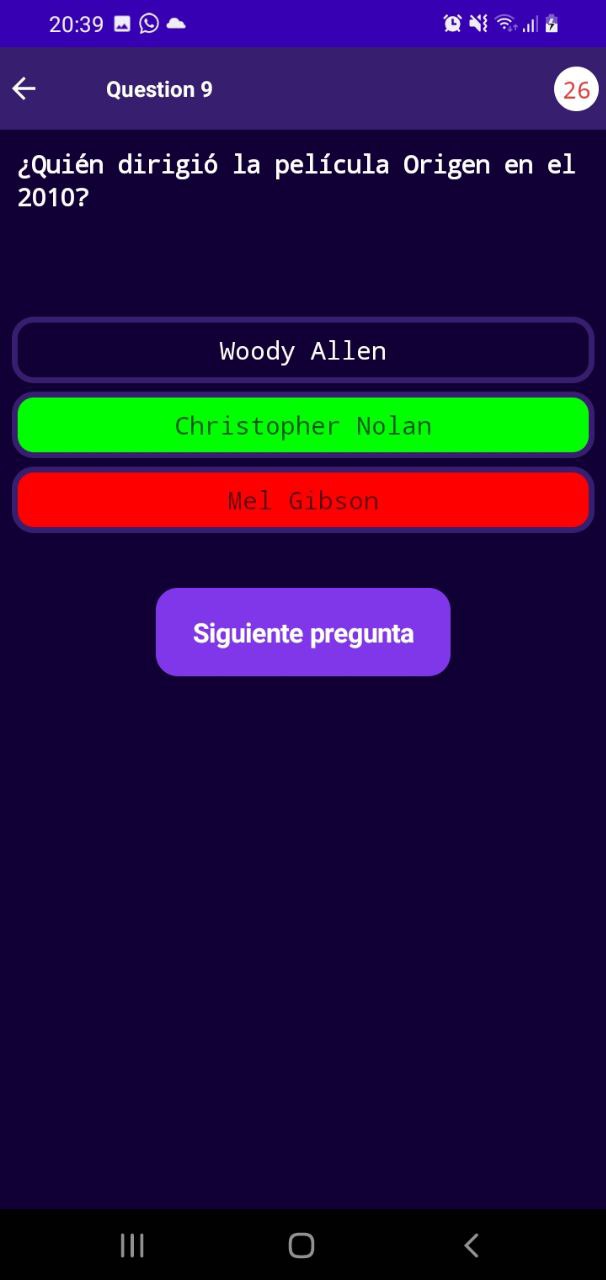 20:39
Question 9
26
¿Quién dirigió la película Origen en el
2010?
Woody Allen
Christopher Nolan
Mel Gibson
Siguiente pregunta